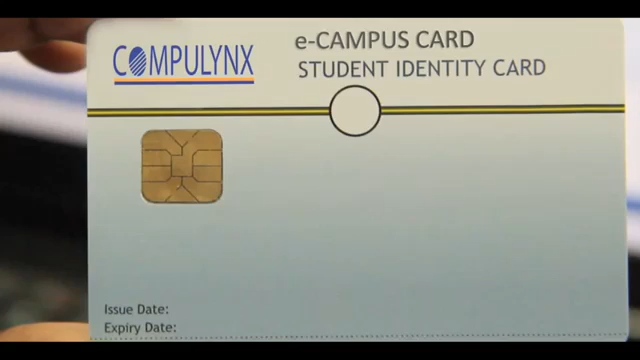 COMPULYNX
e-CAMPUS CARD
STUDENT IDENTITY CARD
Issue Date:
Expiry Date: